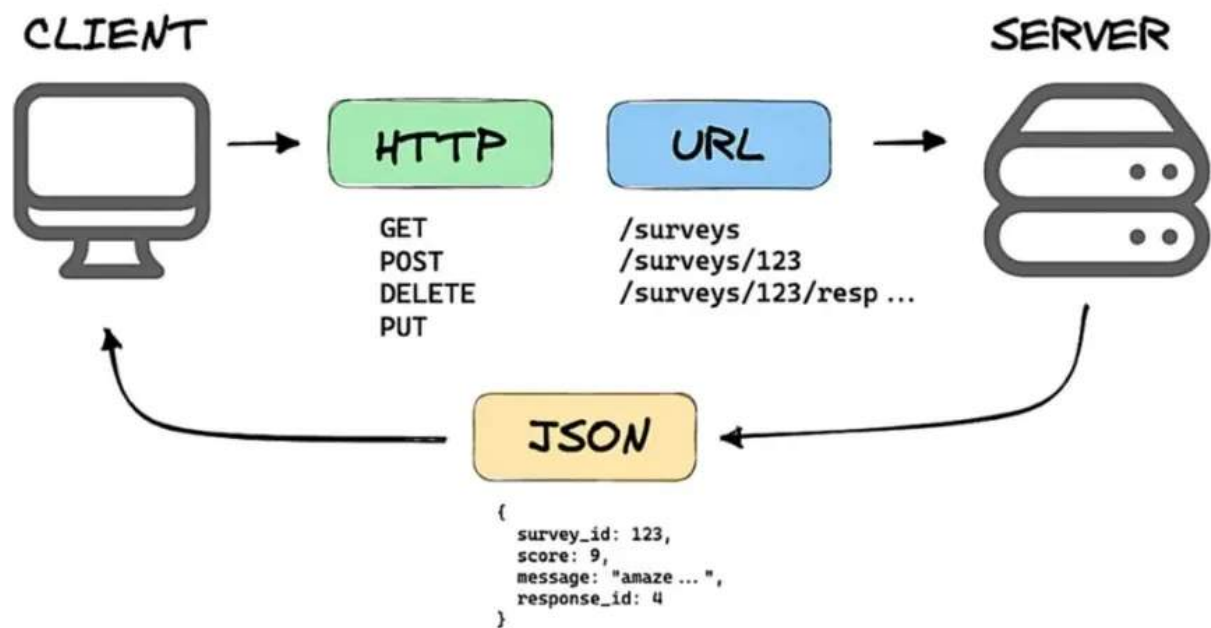 CLIENT
SERVER
HTTP
URL
GET
POST
DELETE
PUT
/surveys
/surveys/123
/surveys/123/resp ...
JSON
{
survey_id: 123,
score: 9,
message: "amaze ... ",
response_id: 4
}